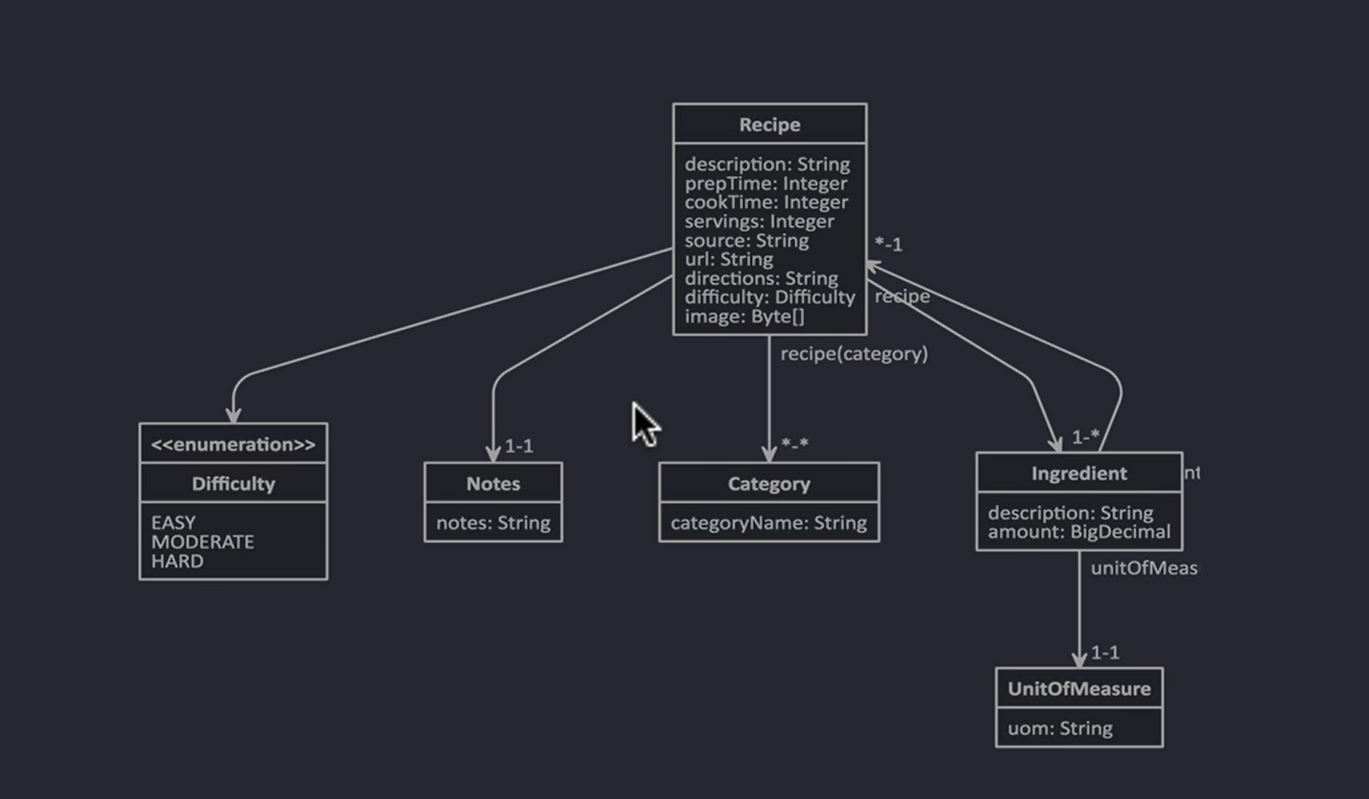 Recipe
description: String
prepTime: Integer
cookTime: Integer
servings: Integer
source: String
url: String
directions: String
difficulty: Difficulty
image: Byte[]
*-1
recipe
recipe(category)
<<enumeration>>
Difficulty
EASY
MODERATE
HARD
1-1
Notes
notes: String
*-*
Category
categoryName: String
1-*
Ingredient
nt
description: String
amount: BigDecimal
unitOfMeas
1-1
UnitOfMeasure
uom: String